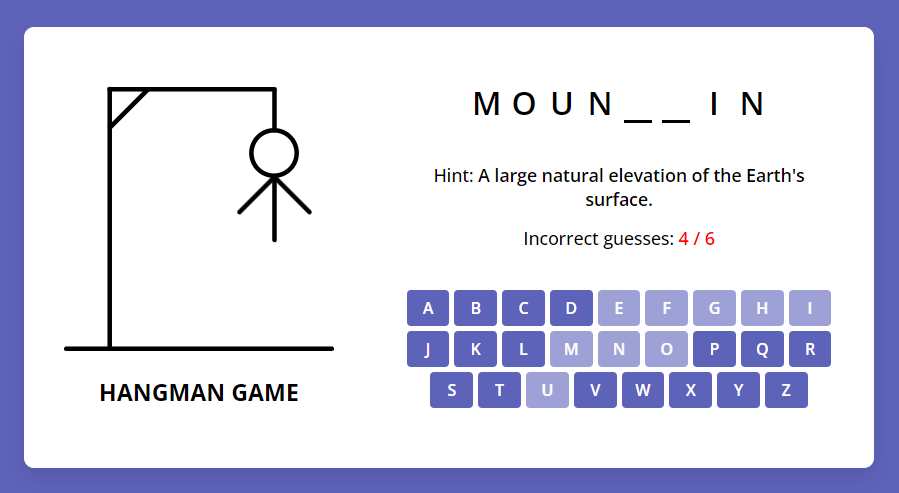 M O U N _ _ I N
Hint: A large natural elevation of the Earth's
surface.
Incorrect guesses: 4 / 6
A B C D E F G H I
J K L M N O P Q R
S T U V W X Y Z
HANGMAN GAME